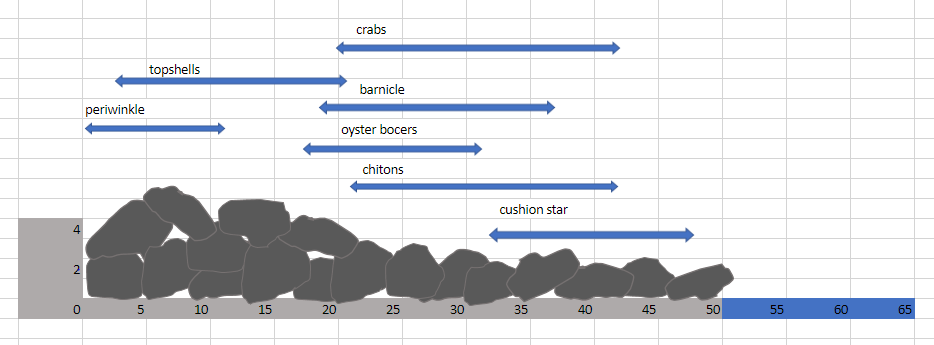 crabs
topshells
barnicle
periwinkle
oyster bocers
chitons
cushion star
4
2
0 5 10 15 20 25 30 35 40 45 50 55 60 65